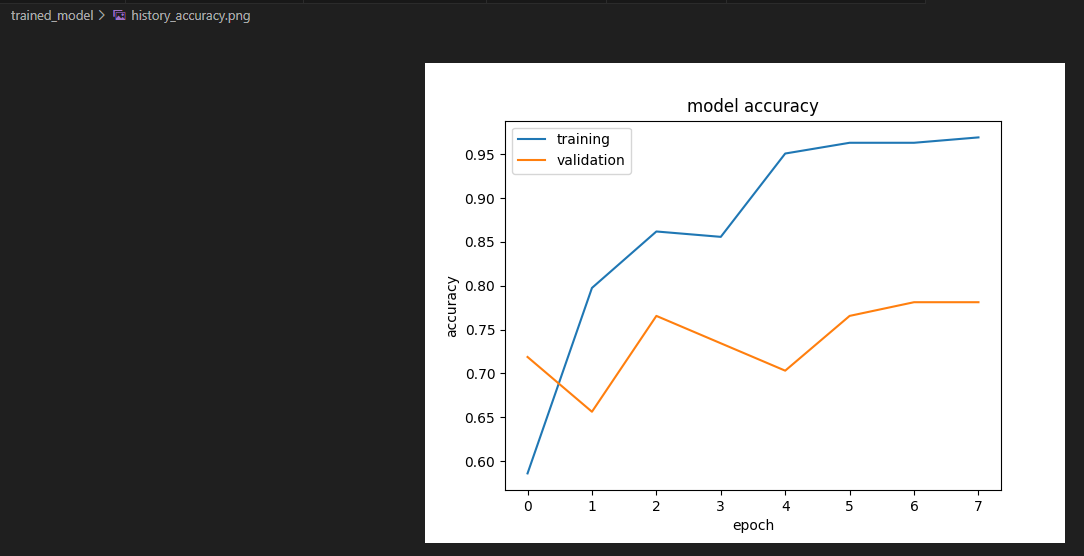 trained_model > history_accuracy.png
model accuracy
training
validation
accuracy
0.95
0.90
0.85
0.80
0.75
0.70
0.65
0.60
0 1 2 3 4 5 6 7
epoch